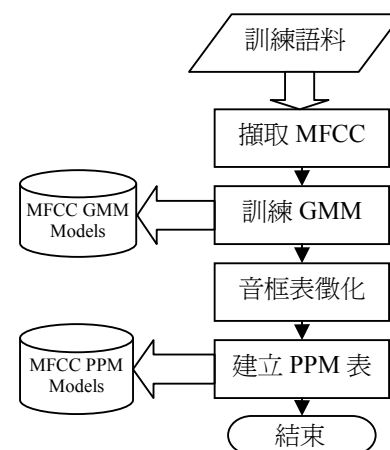 訓練語料
擷取 MFCC
MFCC GMM
Models
訓練 GMM
音框表徵化
MFCC PPM
Models
建立 PPM 表
結束